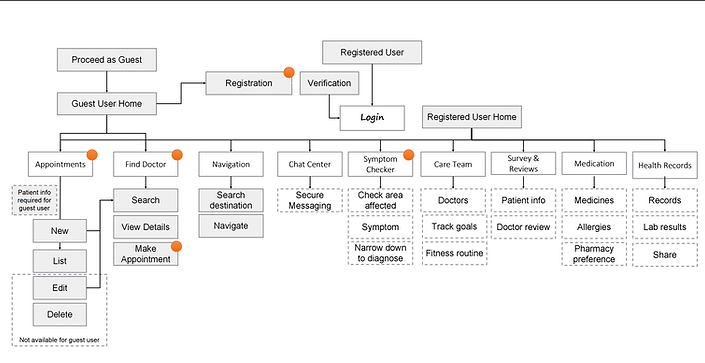 Registered User
Proceed as Guest
Registration
Verification
Guest User Home
Login
Registered User Home
Appointments
Find Doctor
Navigation
Chat Center
Symptom
Checker
Care Team
Survey &
Reviews
Medication
Health Records
Patient info
required for
guest user
New
List
Edit
Delete
Not available for guest user
Search
View Details
Make
Appointment
Search
destination
Navigate
Secure
Messaging
Check area
affected
Symptom
Narrow down
to diagnose
Doctors
Track goals
Fitness routine
Patient info
Doctor review
Medicines
Allergies
Pharmacy
preference
Records
Lab results
Share